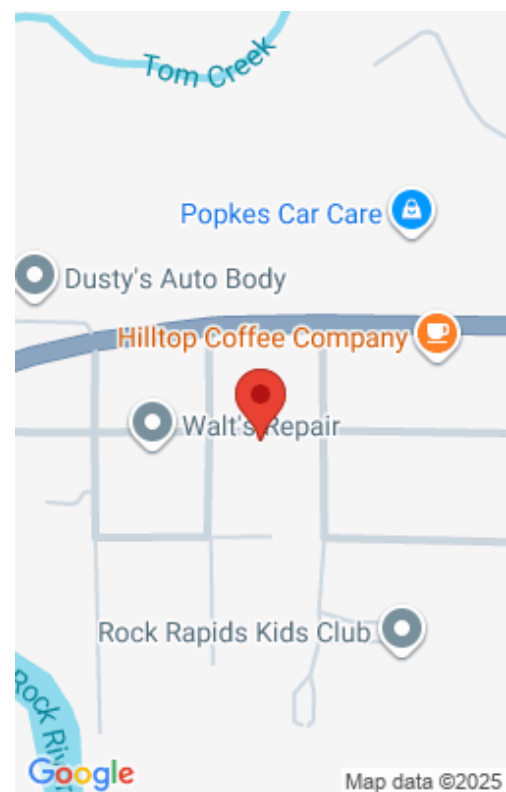 Tom Creek
Popkes Car Care
Dusty's Auto Body
Hilltop Coffee Company
Walt's Repair
Rock Rapids Kids Club
Rock Riv
Google
Map data ©2025